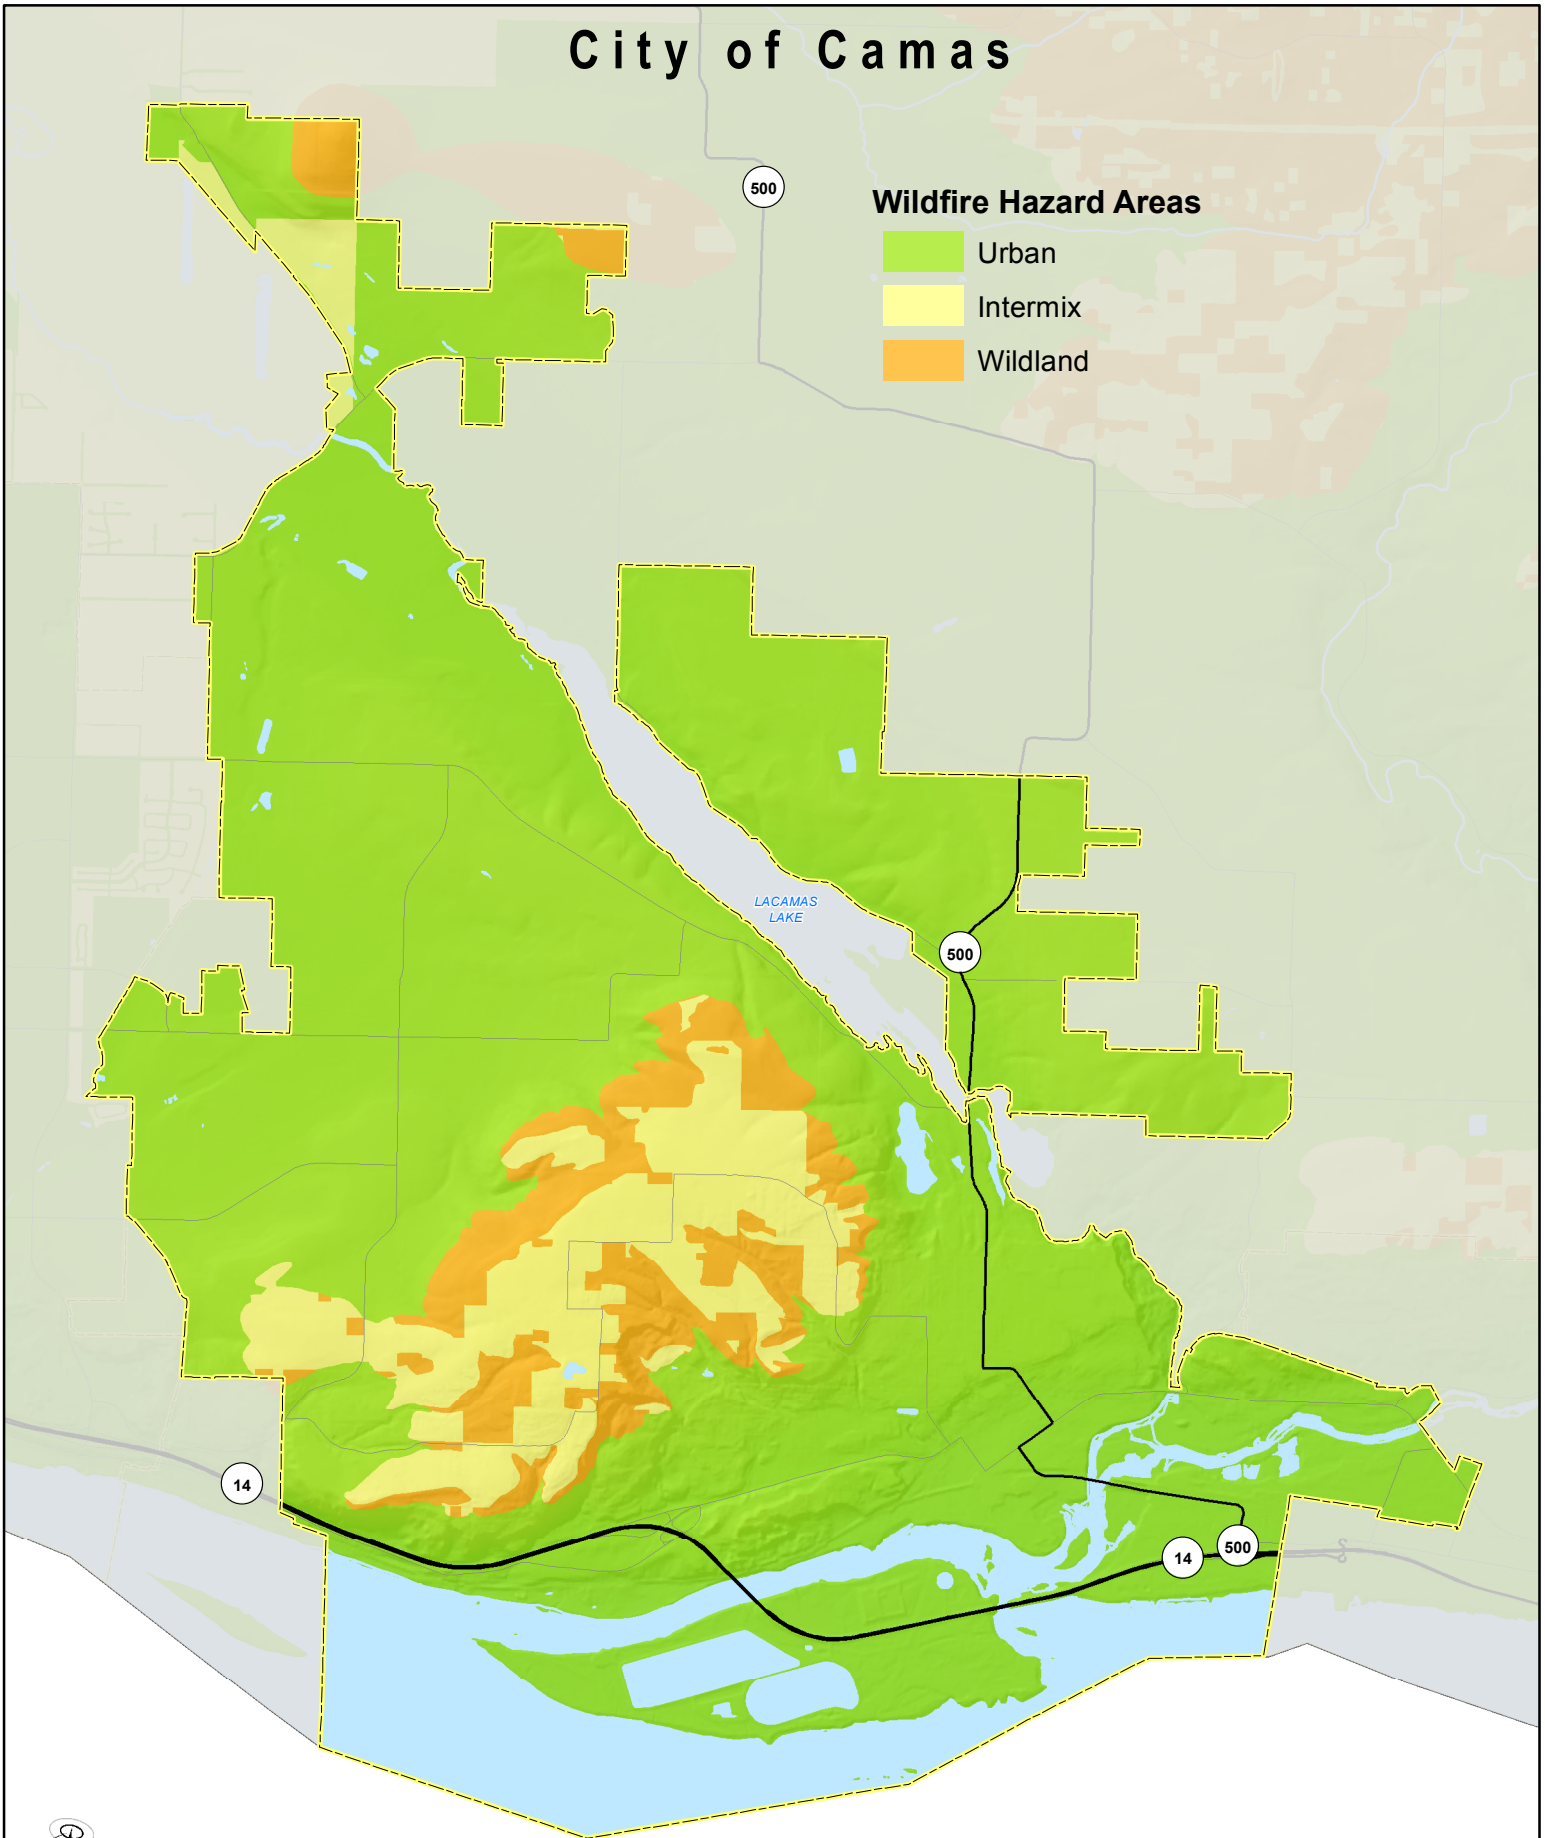 City of Camas
500
Wildfire Hazard Areas
Urban
Intermix
Wildland
LACAMAS
LAKE
500
14
14
500